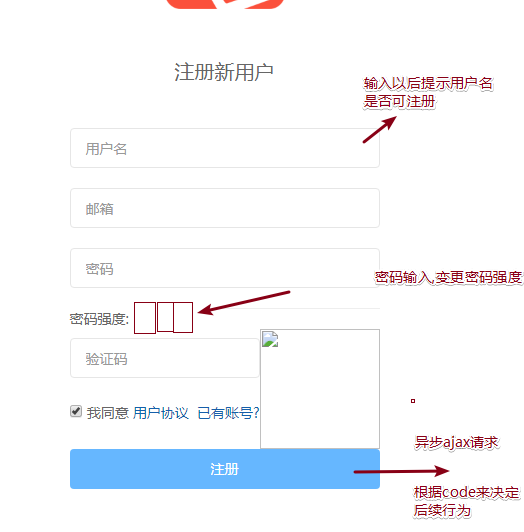 注册新用户
输入以后提示用户名
是否可注册
用户名
邮箱
密码
密码输入,变更密码强度
密码强度:
验证码
我同意 用户协议 已有账号?
异步ajax请求
注册
根据code来决定
后续行为